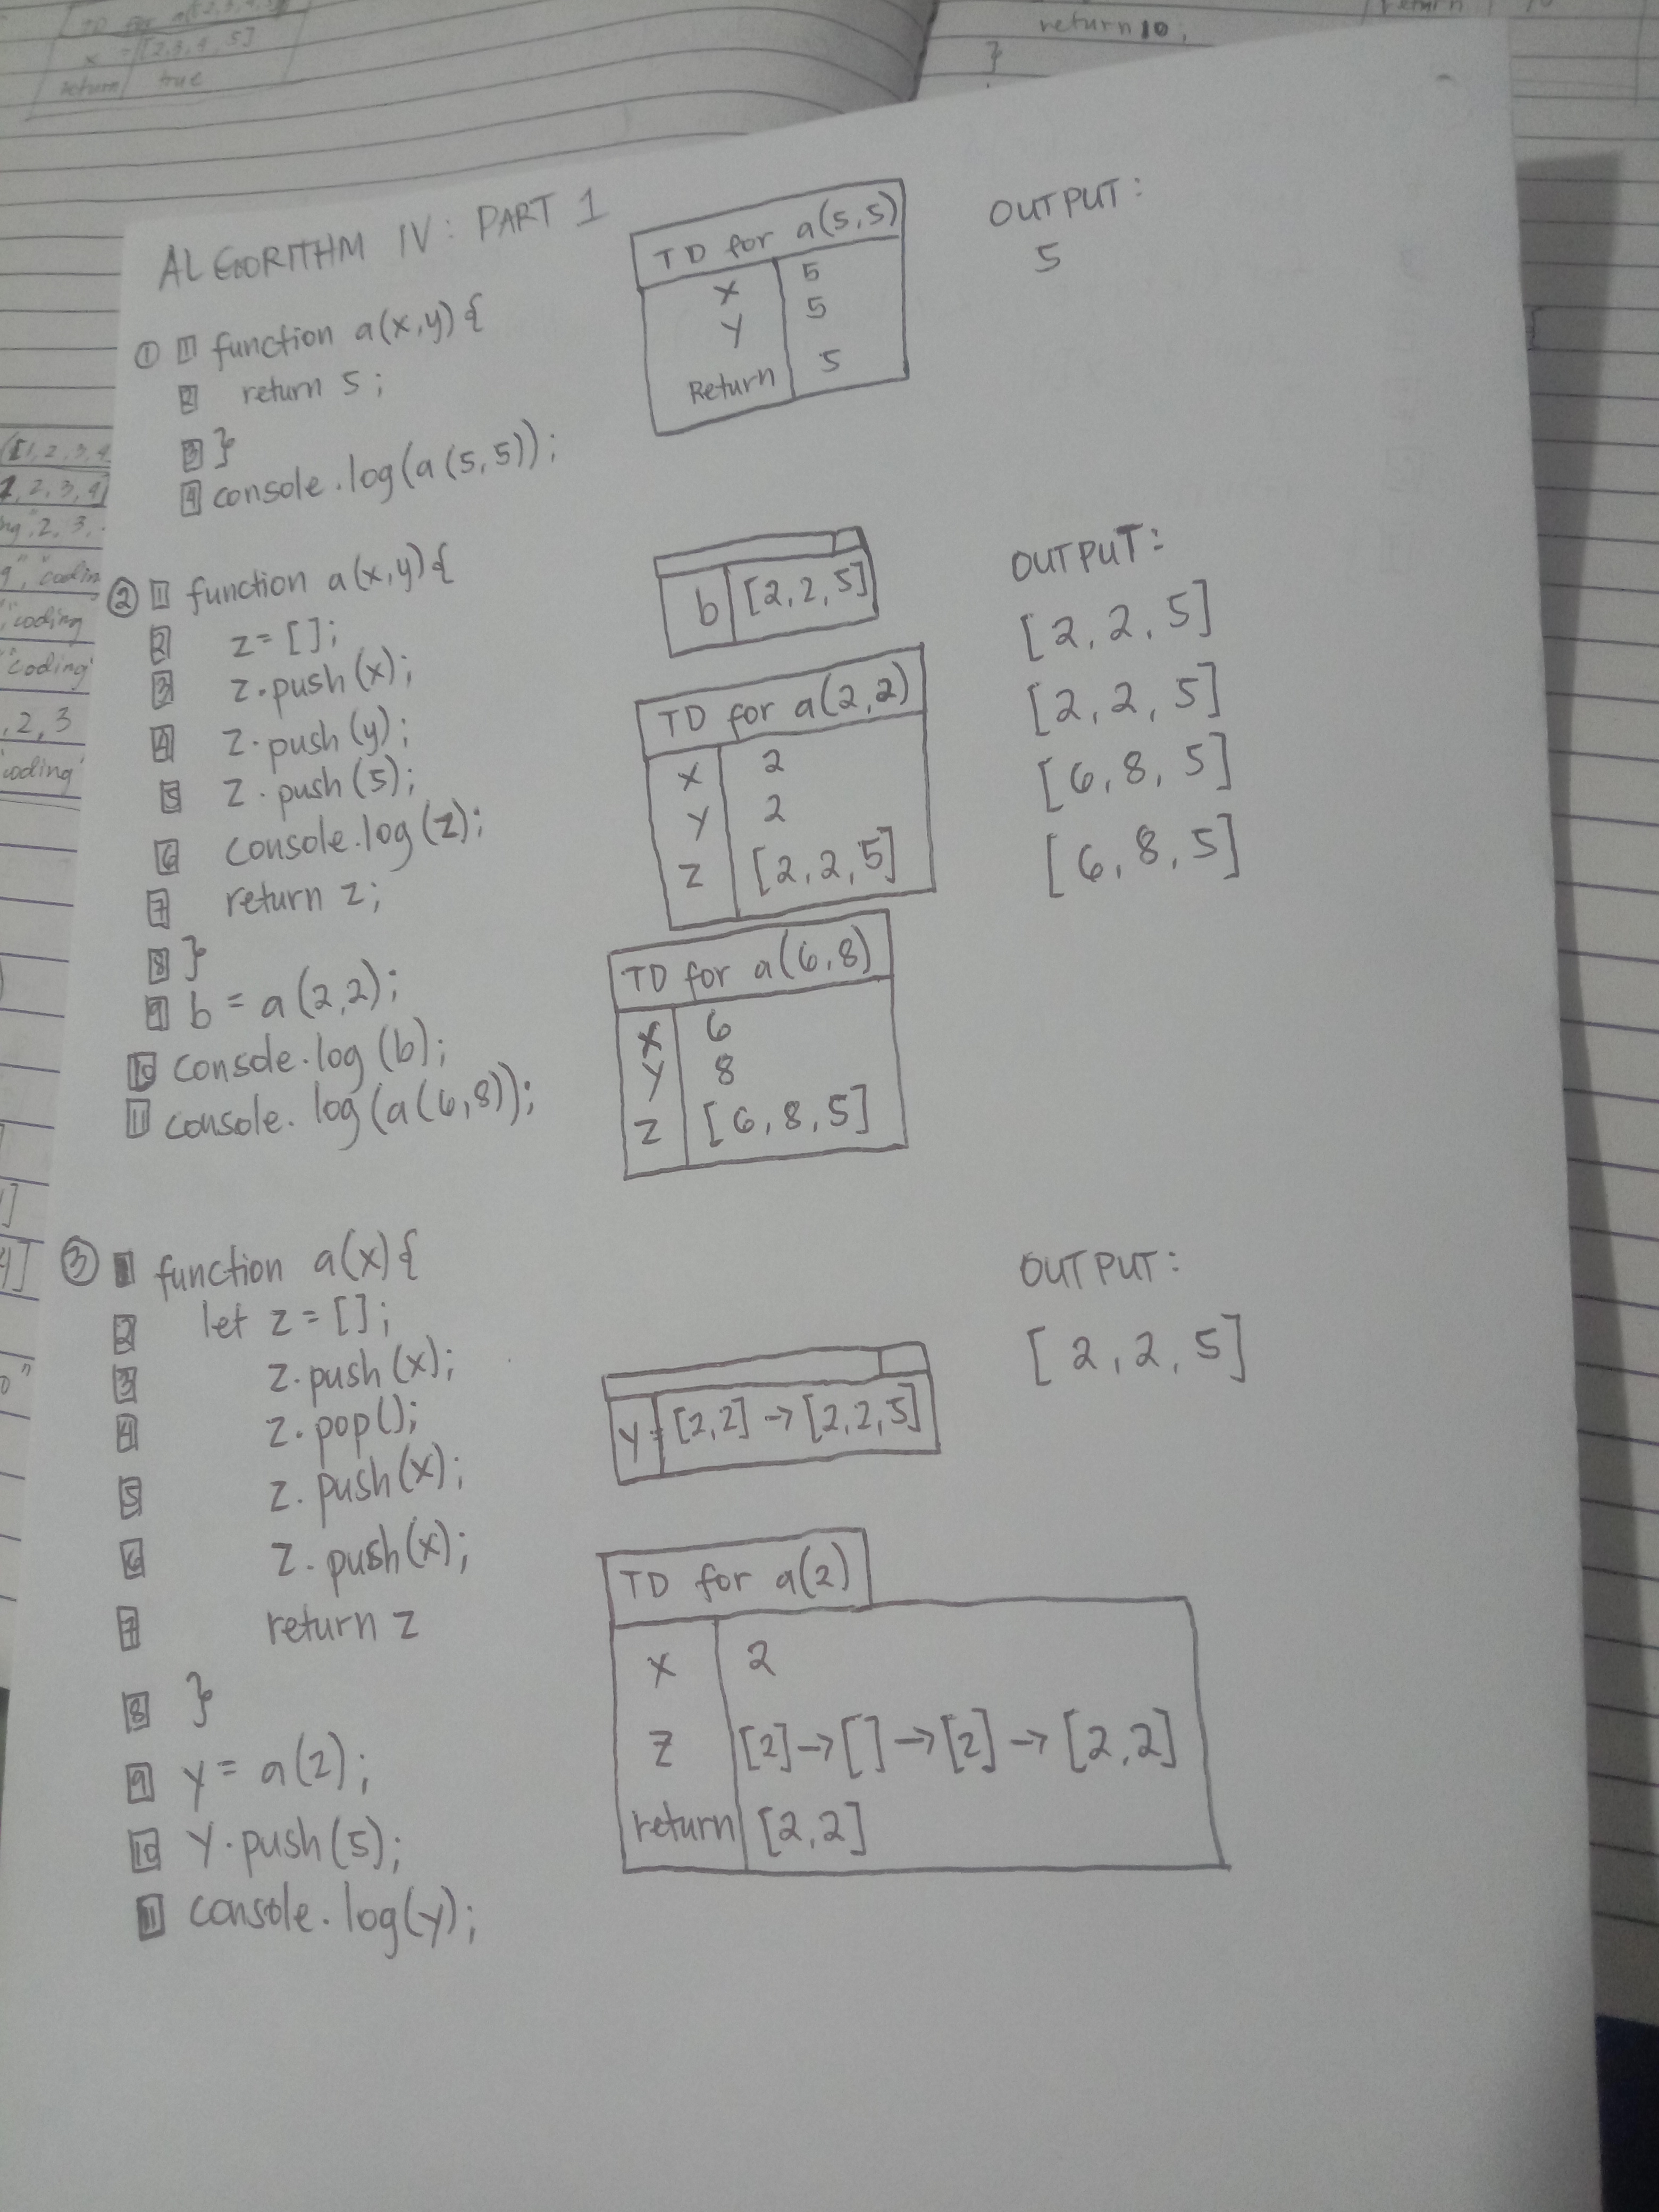 TD for a([2,3,4,5])
x = [2,3,4,5]
return true
return 10;
}
ALGORITHM IV: PART 1
① 1 function a(x,y){
2 return 5;
3 }
4 console.log(a(5,5));
TD for a(5,5)
x 5
y 5
Return 5
OUTPUT:
5
② 1 function a(x,y){
2 z=[];
3 z.push(x);
4 z.push(y);
5 z.push(5);
6 console.log(z);
7 return z;
8 }
9 b = a(2,2);
10 console.log(b);
11 console.log(a(6,8));
b [2,2,5]
TD for a(2,2)
x 2
y 2
z [2,2,5]
TD for a(6,8)
x 6
y 8
z [6,8,5]
OUTPUT:
[2,2,5]
[2,2,5]
[6,8,5]
[6,8,5]
③ 1 function a(x){
2 let z=[];
3 z.push(x);
4 z.pop();
5 z.push(x);
6 z.push(x);
7 return z
8 }
9 y = a(2);
10 y.push(5);
11 console.log(y);
y = [2,2] → [2,2,5]
TD for a(2)
x 2
z [2]→[]→[2]→[2,2]
return [2,2]
OUTPUT:
[2,2,5]
([1,2,3,4
1,2,3,4]
ng",2,3,
"coding
"coding
"coding"
,2,3
coding"